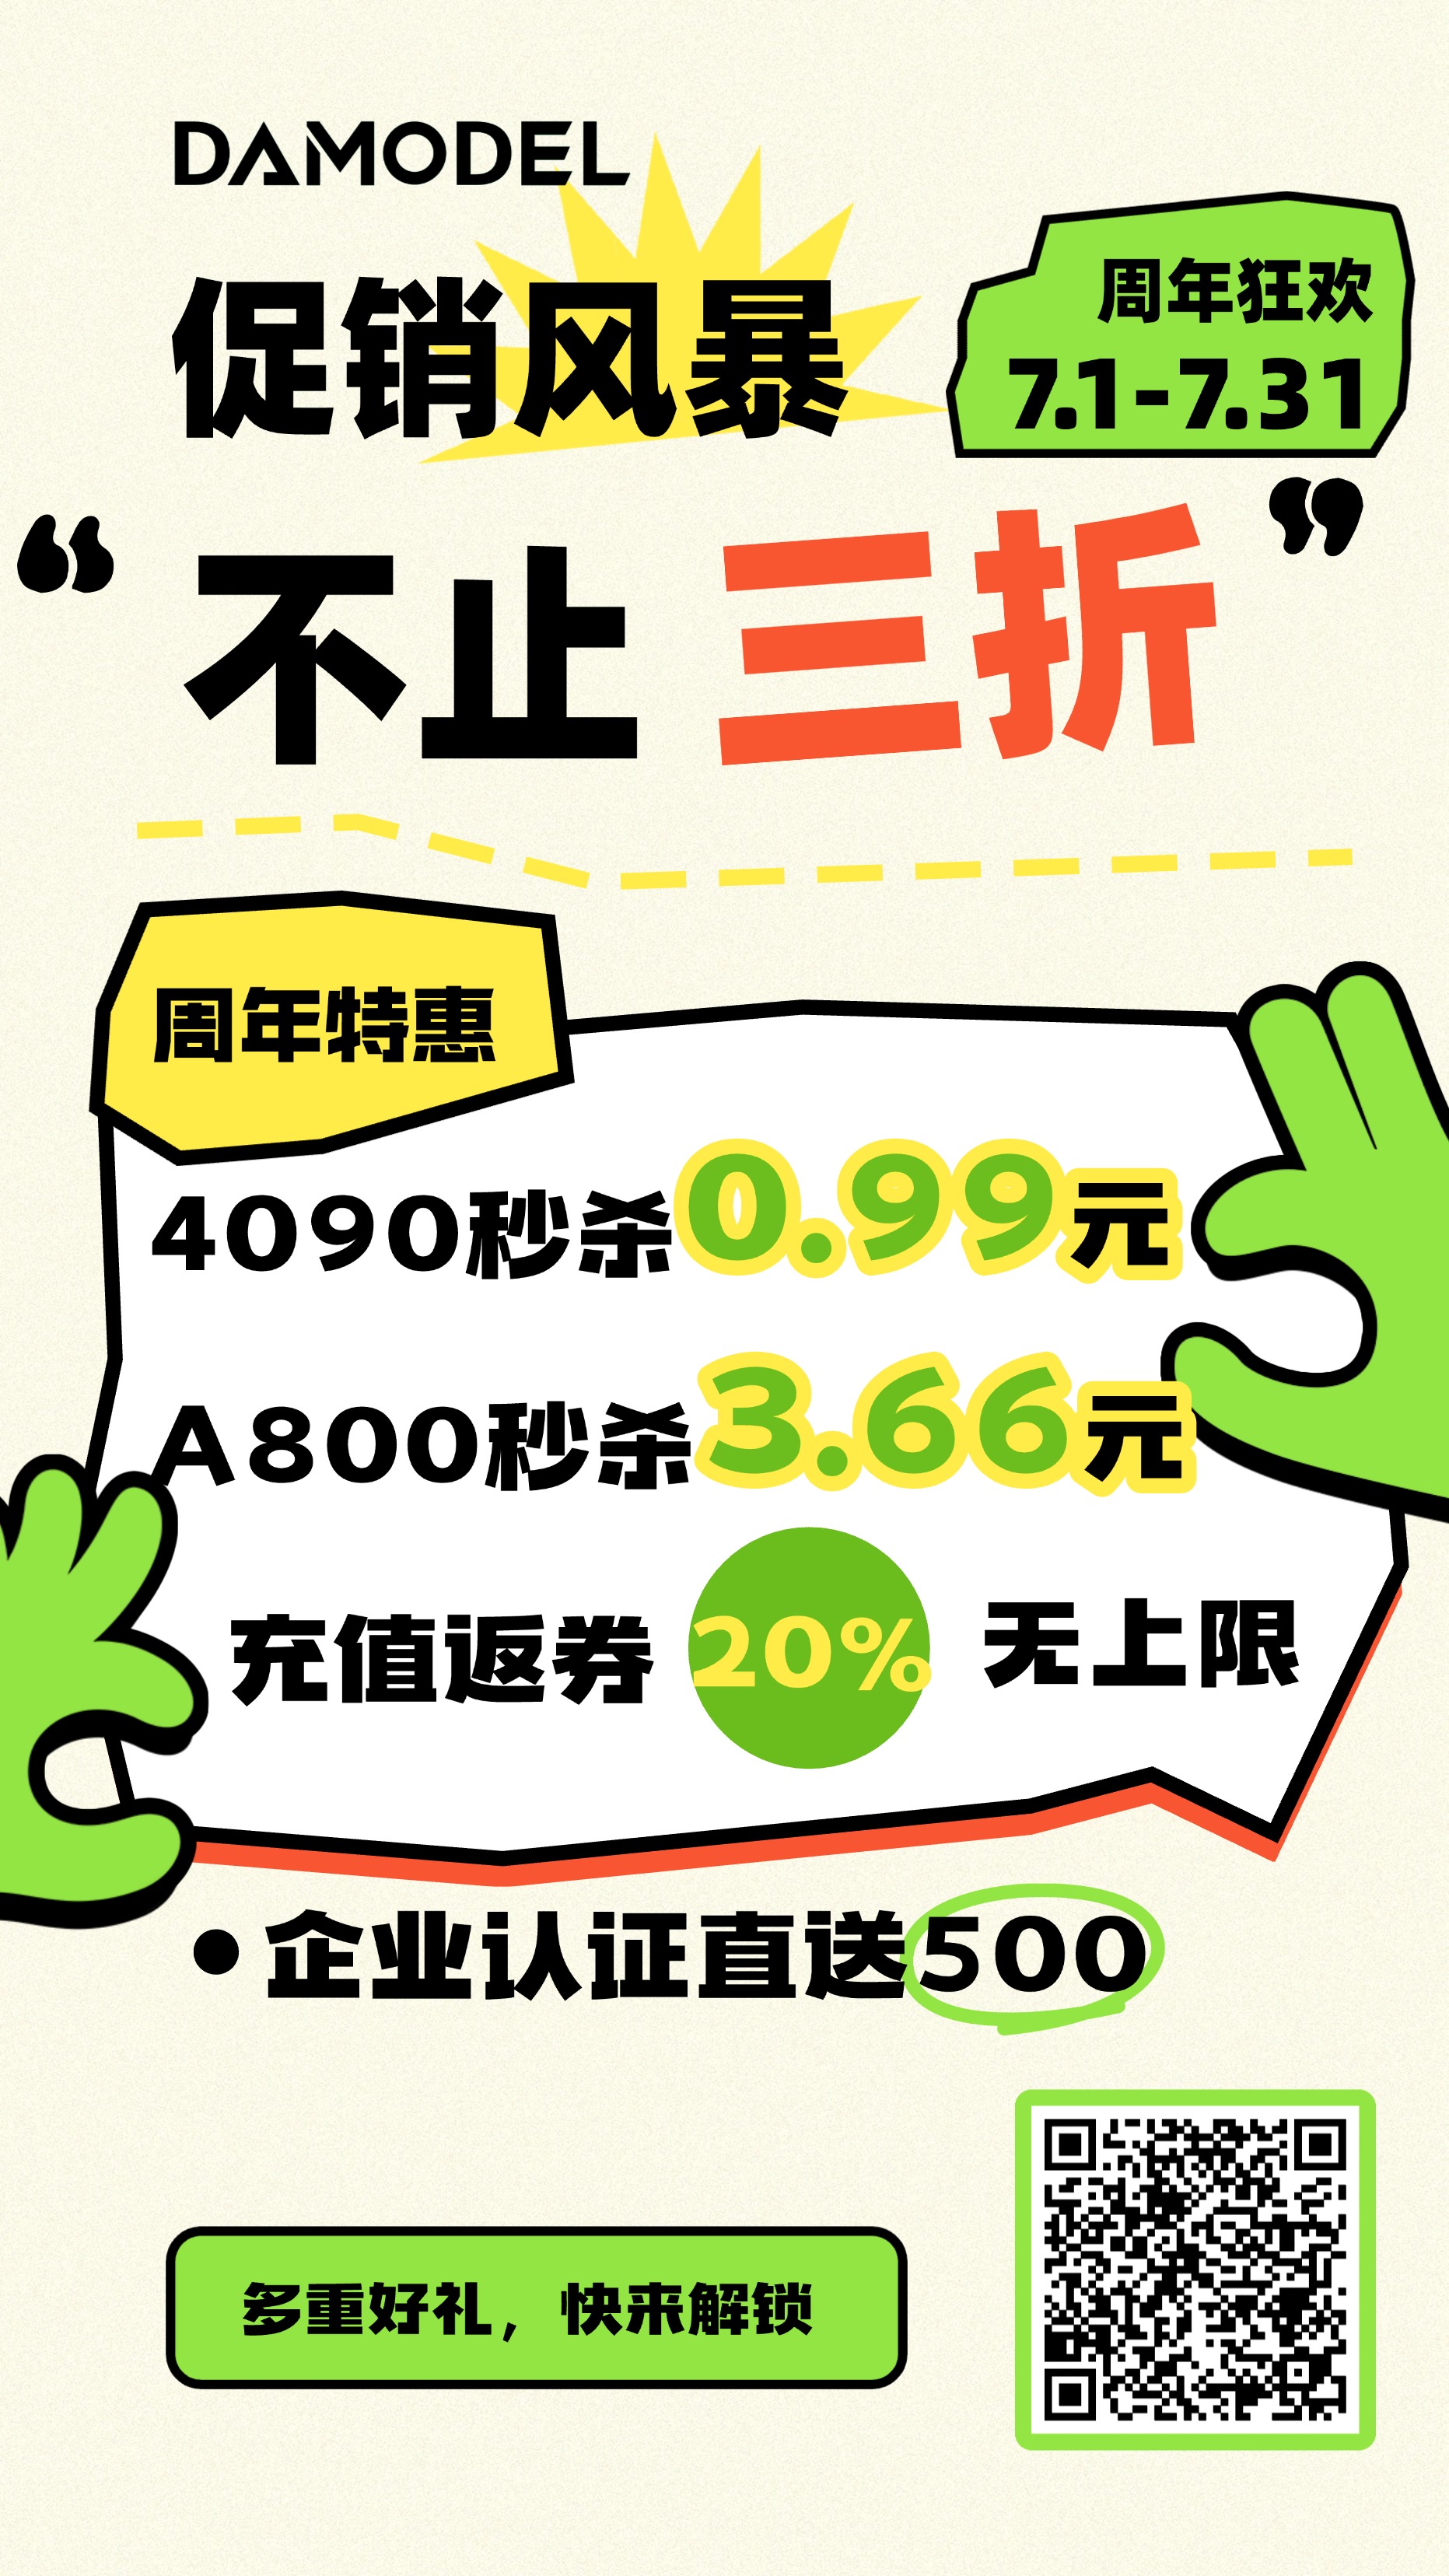 DAMODEL
促销风暴
周年狂欢
7.1-7.31
“不止三折”
周年特惠
4090秒杀0.99元
A800秒杀3.66元
充值返券 20% 无上限
•企业认证直送500
多重好礼，快来解锁